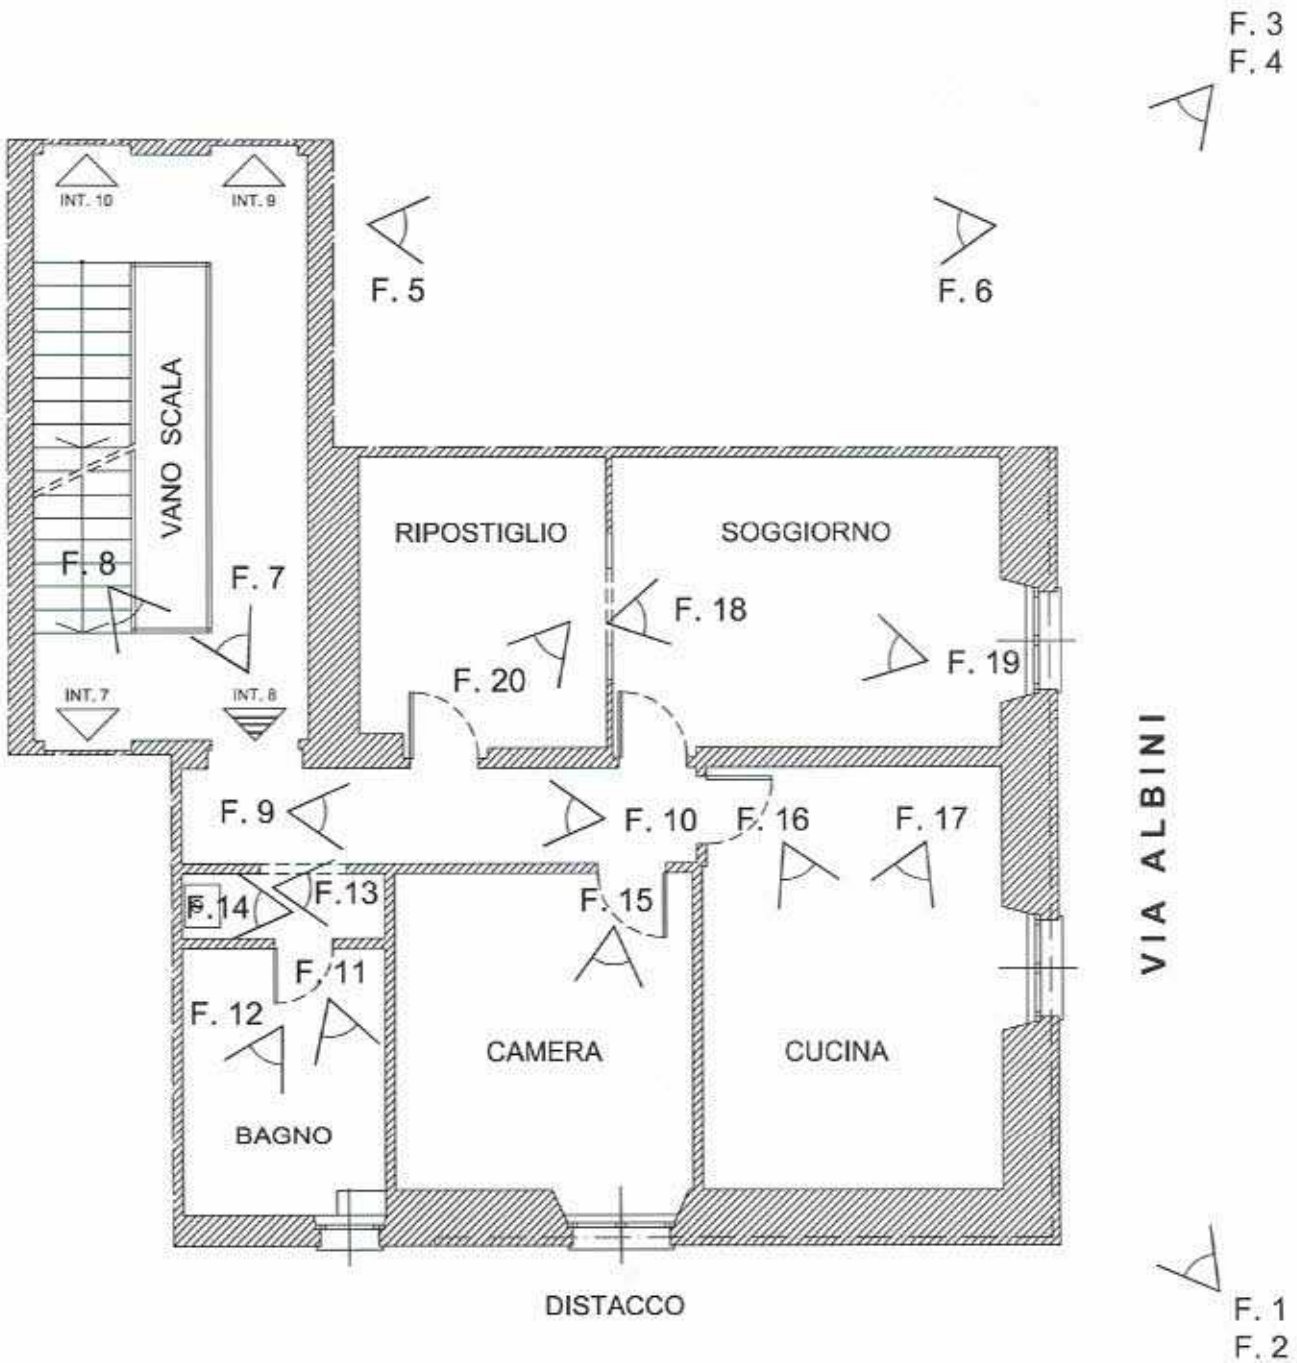 F. 3
F. 4
INT. 10
INT. 9
F. 5
F. 6
VANO SCALA
RIPOSTIGLIO
SOGGIORNO
F. 8
F. 7
F. 18
F. 19
F. 20
INT. 7
INT. 8
VIA ALBINI
F. 9
F. 10
F. 16
F. 17
F. 13
F. 14
F. 15
F. 11
F. 12
CAMERA
CUCINA
BAGNO
DISTACCO
F. 1
F. 2